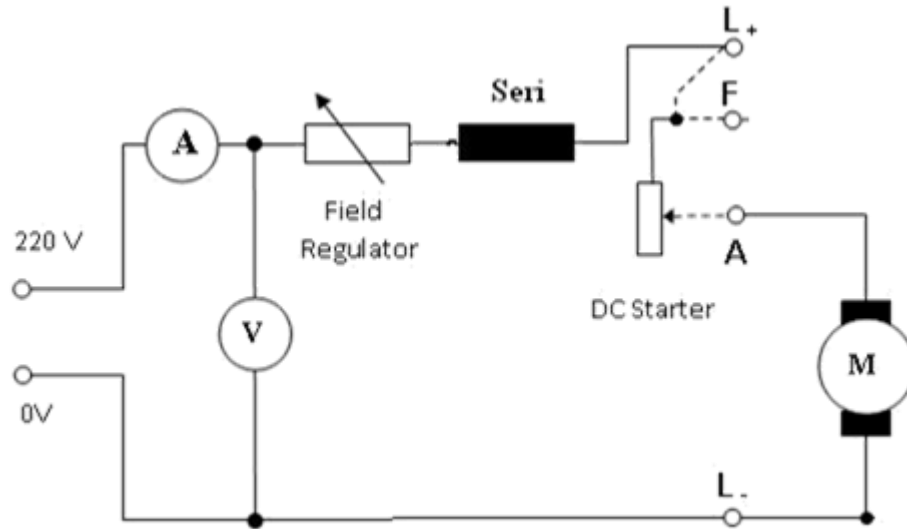 L+
Seri
F
A
Field
Regulator
220 V
A
DC Starter
V
M
0V
L-